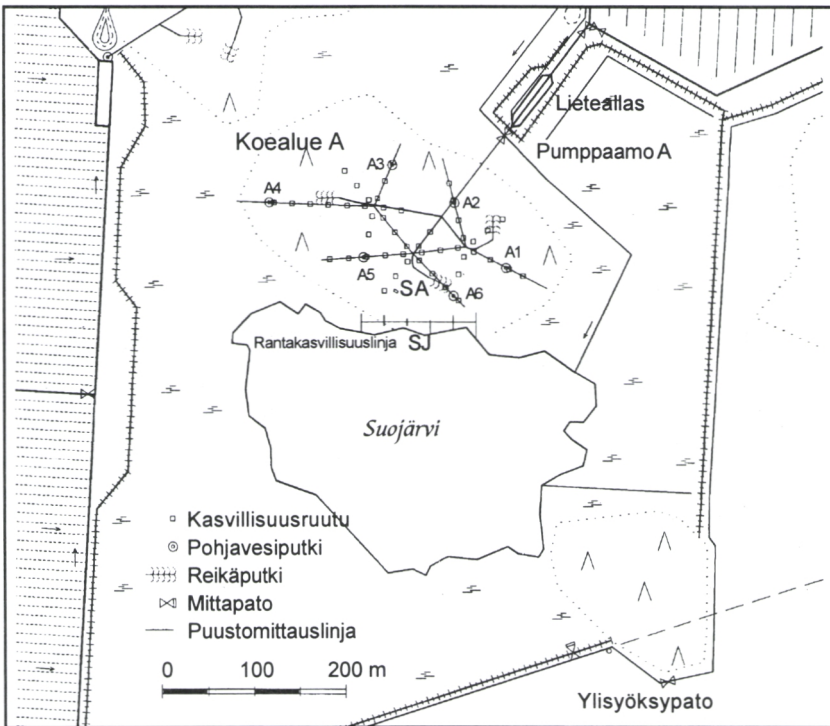 Lieteallas
Koealue A
Pumppaamo A
A3
A4
A2
A1
A5
SA
A6
Rantakasvillisuuslinja
SJ
Suojärvi
Kasvillisuusruutu
Pohjavesiputki
Reikäputki
Mittapato
Puustomittauslinja
0 100 200 m
Ylisyöksypato